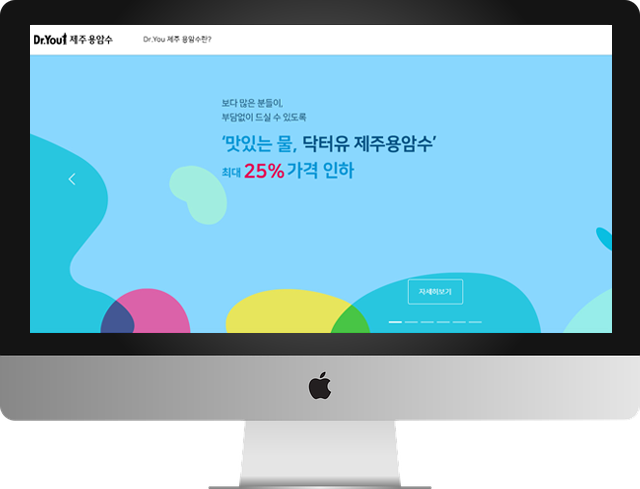 Dr.You 제주 용암수
Dr.You 제주 용암수란?
보다 많은 분들이,
부담없이 드실 수 있도록
‘맛있는 물, 닥터유 제주용암수’
최대 25% 가격 인하
자세히보기